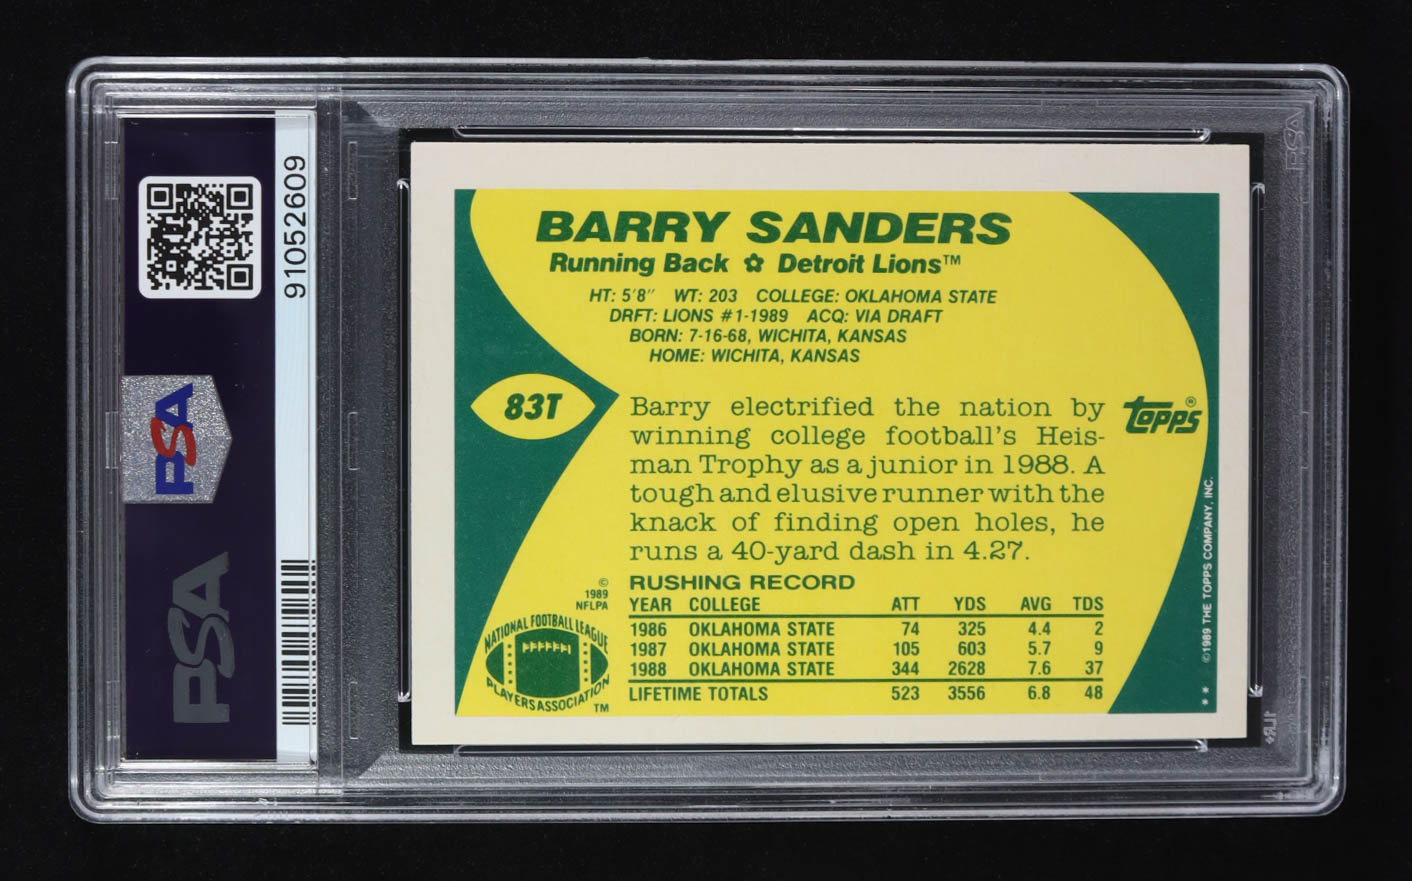 91052609
PSA
PSA
BARRY SANDERS
Running Back ✿ Detroit Lions™
HT: 5'8" WT: 203 COLLEGE: OKLAHOMA STATE
DRFT: LIONS #1-1989 ACQ: VIA DRAFT
BORN: 7-16-68, WICHITA, KANSAS
HOME: WICHITA, KANSAS
83T
Barry electrified the nation by
winning college football's Heis-
man Trophy as a junior in 1988. A
tough and elusive runner with the
knack of finding open holes, he
runs a 40-yard dash in 4.27.
topps®
RUSHING RECORD
YEAR COLLEGE ATT YDS AVG TDS
1986 OKLAHOMA STATE 74 325 4.4 2
1987 OKLAHOMA STATE 105 603 5.7 9
1988 OKLAHOMA STATE 344 2628 7.6 37
LIFETIME TOTALS 523 3556 6.8 48
©
1989
NFLPA
NATIONAL FOOTBALL LEAGUE
PLAYERS ASSOCIATION
TM
©1989 THE TOPPS COMPANY, INC.
**
PSA